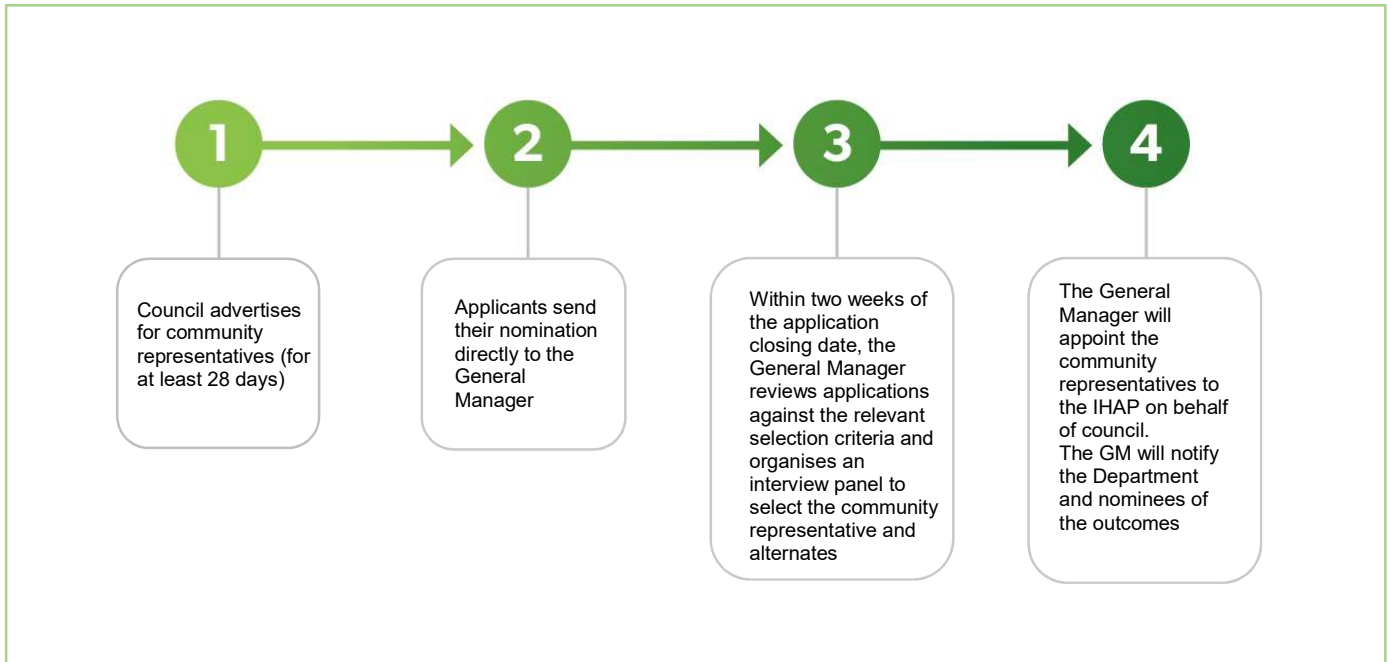 1
2
3
4
Council advertises
for community
representatives (for
at least 28 days)
Applicants send
their nomination
directly to the
General
Manager
Within two weeks of
the application
closing date, the
General Manager
reviews applications
against the relevant
selection criteria and
organises an
interview panel to
select the community
representative and
alternates
The General
Manager will
appoint the
community
representatives to
the IHAP on behalf
of council.
The GM will notify
the Department
and nominees of
the outcomes